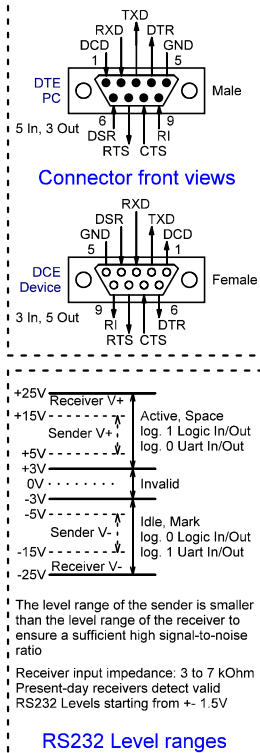 TXD
RXD DTR
DCD GND
1 5
DTE
PC
Male
5 In, 3 Out
6 9
DSR RI
RTS CTS
Connector front views
RXD
DSR TXD
GND DCD
5 1
DCE
Device
Female
3 In, 5 Out
9 6
RI DTR
RTS CTS
+25V
Receiver V+
+15V
Active, Space
Sender V+
log. 1 Logic In/Out
log. 0 Uart In/Out
+5V
+3V
0V
Invalid
-3V
-5V
Idle, Mark
Sender V-
log. 0 Logic In/Out
log. 1 Uart In/Out
-15V
Receiver V-
-25V
The level range of the sender is smaller
than the level range of the receiver to
ensure a sufficient high signal-to-noise
ratio
Receiver input impedance: 3 to 7 kOhm
Present-day receivers detect valid
RS232 Levels starting from +- 1.5V
RS232 Level ranges